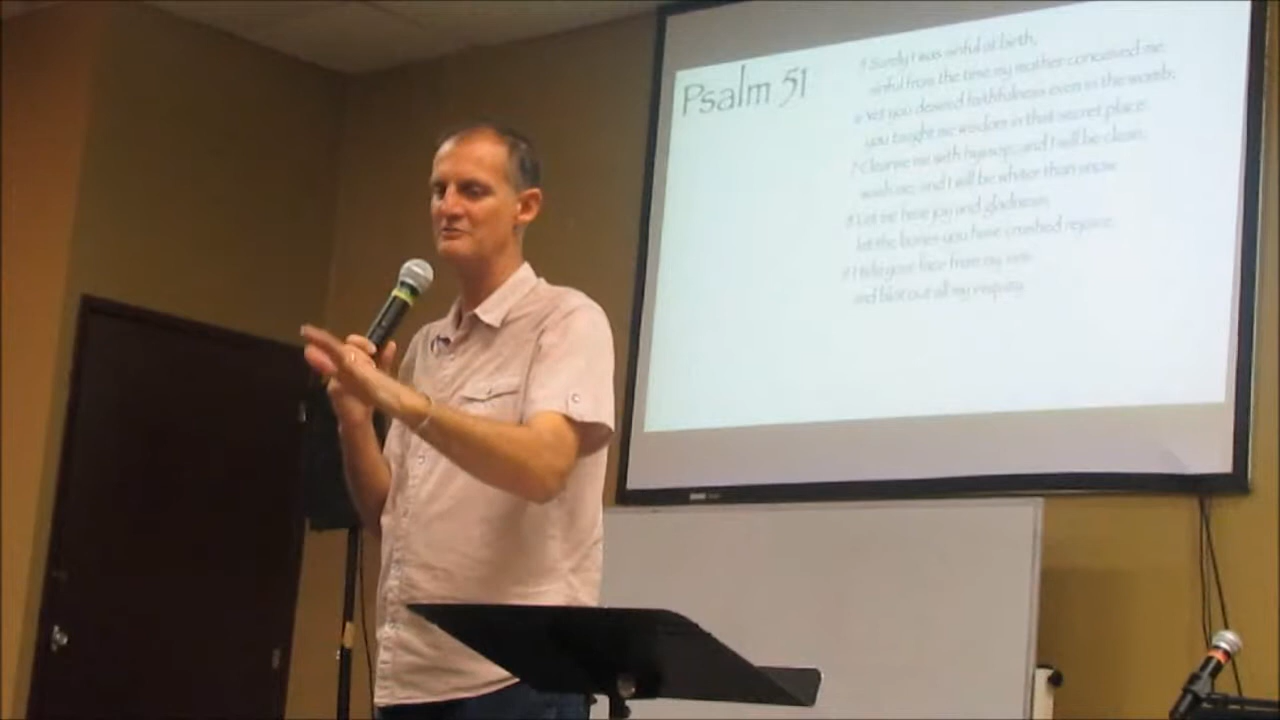 Psalm 51
5 Surely I was sinful at birth,
sinful from the time my mother conceived me.
6 Yet you desired faithfulness even in the womb;
you taught me wisdom in that secret place.
7 Cleanse me with hyssop, and I will be clean;
wash me, and I will be whiter than snow.
8 Let me hear joy and gladness;
let the bones you have crushed rejoice.
9 Hide your face from my sins
and blot out all my iniquity.